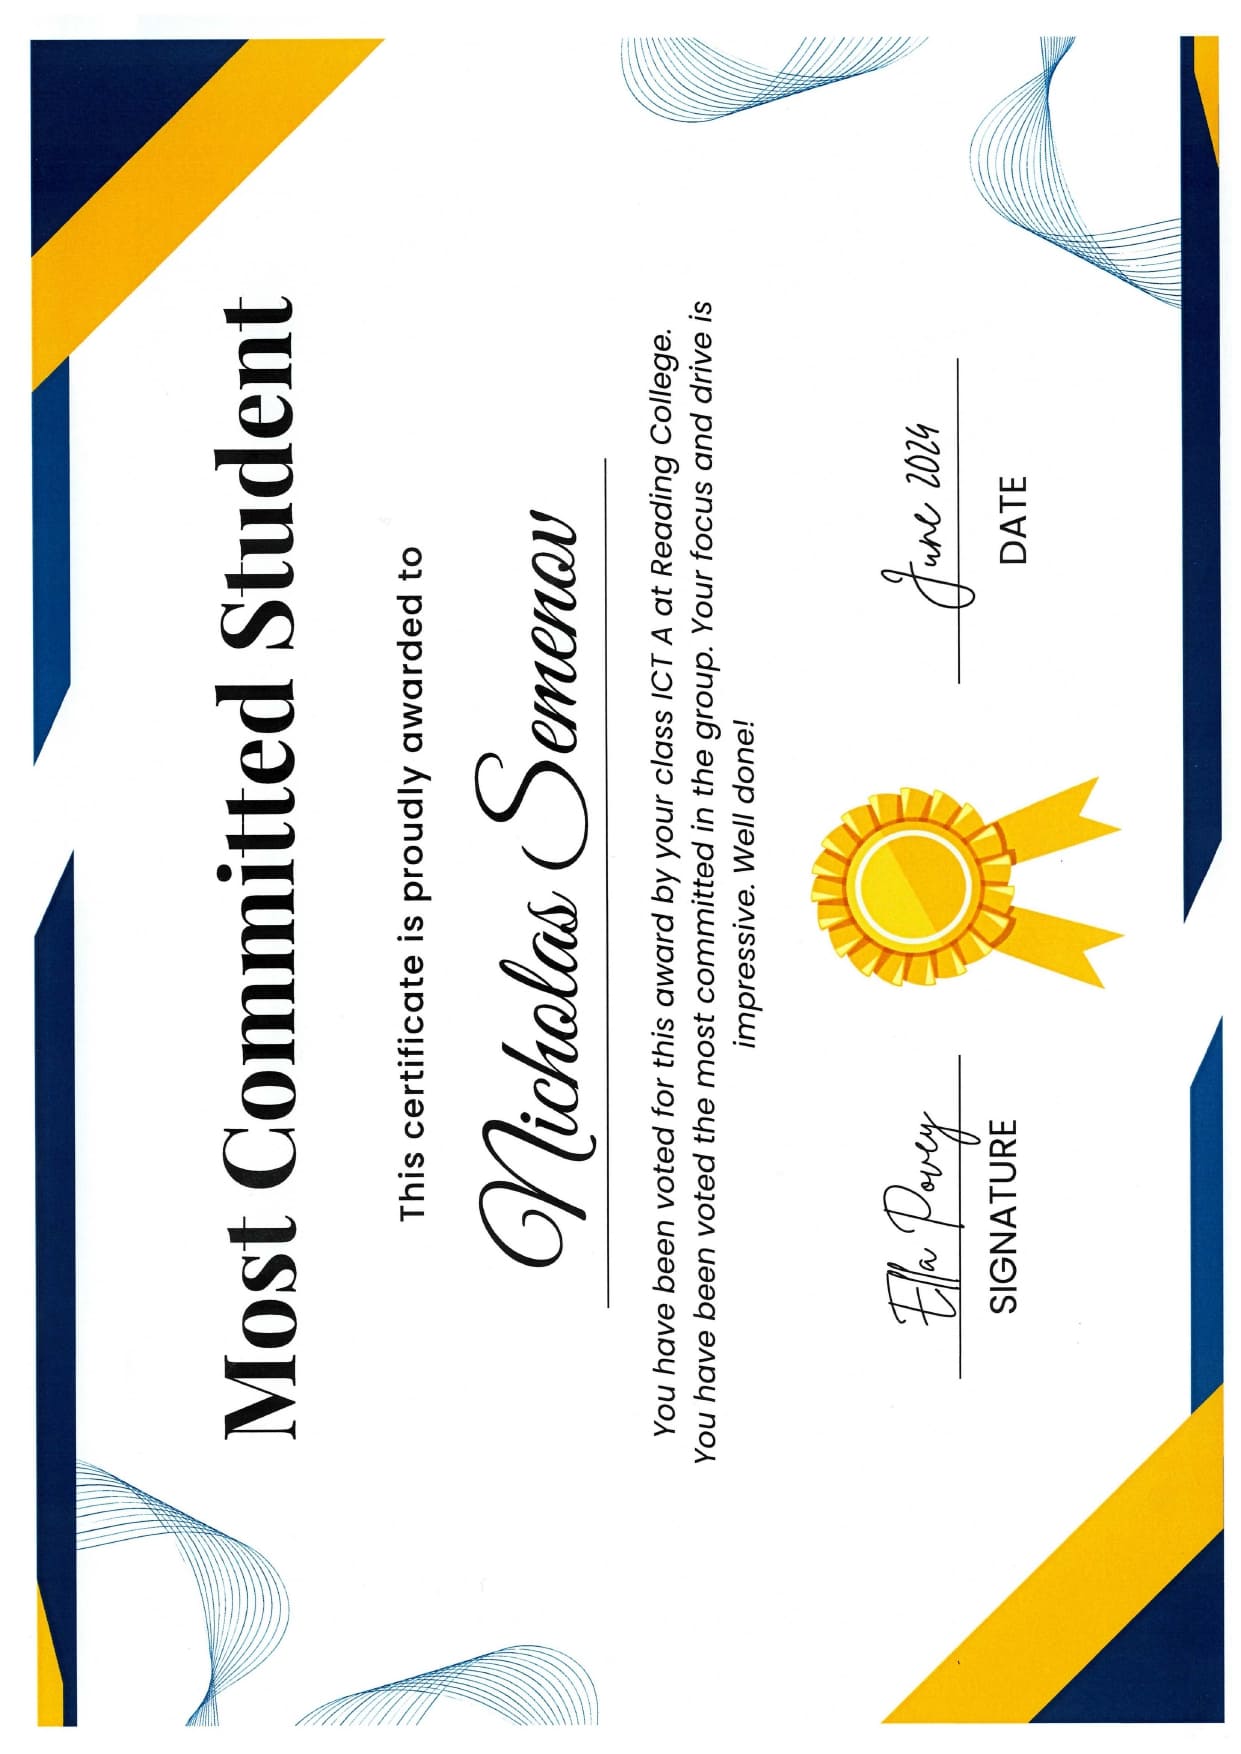 Most Committed Student
This certificate is proudly awarded to
Nicholas Semenov
You have been voted for this award by your class ICT A at Reading College.
You have been voted the most committed in the group. Your focus and drive is
impressive. Well done!
Ella Povey
SIGNATURE
June 2024
DATE